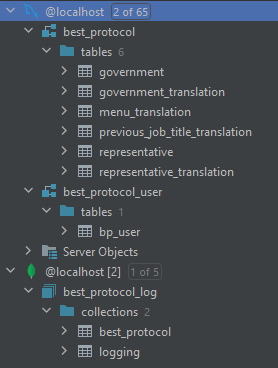 @localhost 2 of 65
best_protocol
tables 6
government
government_translation
menu_translation
previous_job_title_translation
representative
representative_translation
best_protocol_user
tables 1
bp_user
Server Objects
@localhost [2] 1 of 5
best_protocol_log
collections 2
best_protocol
logging